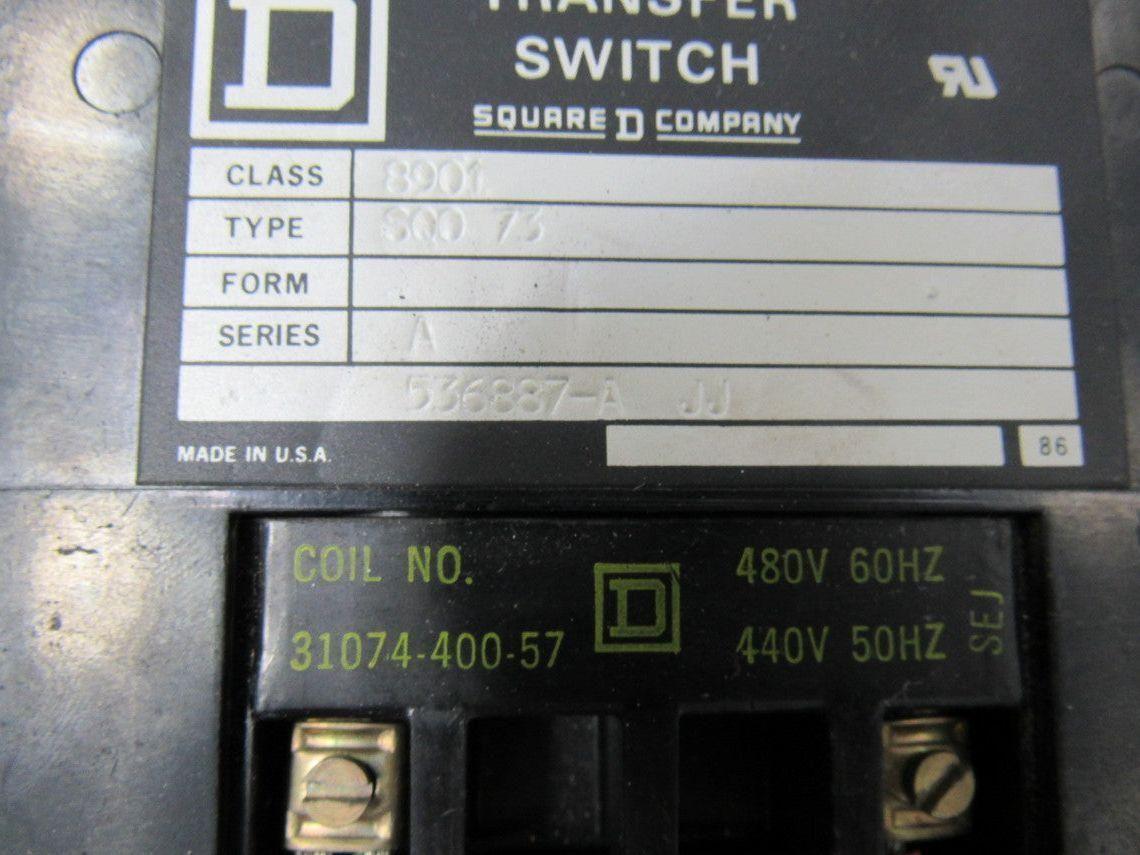 D
TRANSFER
SWITCH
SQUARE D COMPANY
CLASS 8901
TYPE SQO 73
FORM
SERIES A
536887-A JJ
MADE IN U.S.A.
86
COIL NO.
31074-400-57
D
480V 60HZ
440V 50HZ
SEJ